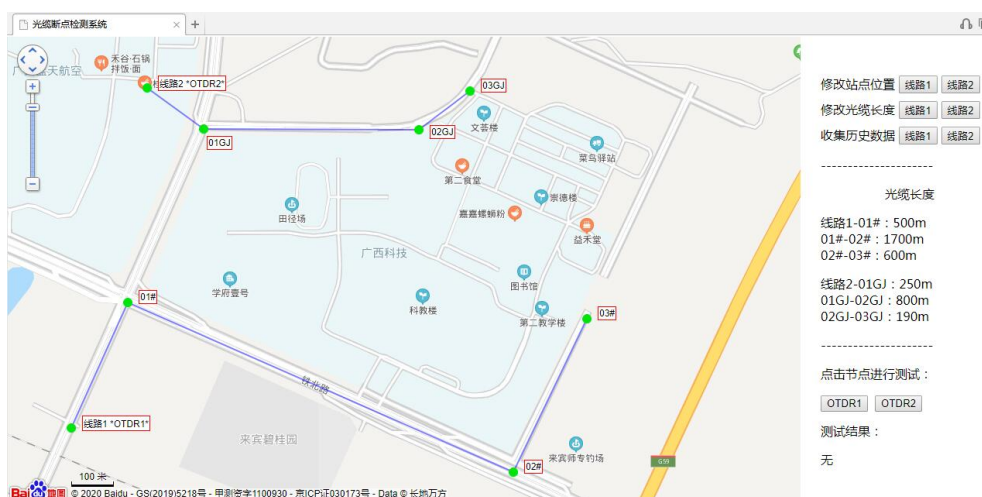 光缆断点检测系统
× +
禾谷·石锅
拌饭·面
天航空
线路2 *OTDR2*
03GJ
01GJ
02GJ
文荟楼
菜鸟驿站
第二食堂
崇德楼
田径场
嘉嘉螺蛳粉
益禾堂
广西科技
图书馆
学府壹号
科教楼
第二教学楼
01#
03#
铁北路
线路1 *OTDR1*
来宾碧桂园
来宾师专钓场
02#
G59
100 米
Bai 地图 © 2020 Baidu - GS(2019)5218号 - 甲测资字1100930 - 京ICP证030173号 - Data © 长地万方
修改站点位置 线路1 线路2
修改光缆长度 线路1 线路2
收集历史数据 线路1 线路2
--------------------
光缆长度
线路1-01#：500m
01#-02#：1700m
02#-03#：600m
线路2-01GJ：250m
01GJ-02GJ：800m
02GJ-03GJ：190m
--------------------
点击节点进行测试：
OTDR1 OTDR2
测试结果：
无